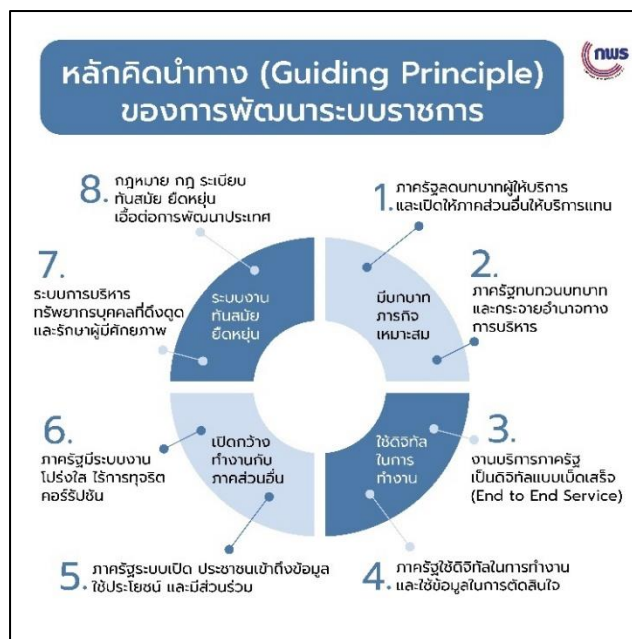 หลักคิดนำทาง (Guiding Principle)
ของการพัฒนาระบบราชการ
กพร
1.
ภาครัฐลดบทบาทผู้ให้บริการ
และเปิดให้ภาคส่วนอื่นให้บริการแทน
2.
ภาครัฐทบทวนบทบาท
และกระจายอำนาจทาง
การบริหาร
มีบทบาท
ภารกิจ
เหมาะสม
3.
งานบริการภาครัฐ
เป็นดิจิทัลแบบเบ็ดเสร็จ
(End to End Service)
4.
ภาครัฐใช้ดิจิทัลในการทำงาน
และใช้ข้อมูลในการตัดสินใจ
ใช้ดิจิทัล
ในการ
ทำงาน
5.
ภาครัฐระบบเปิด ประชาชนเข้าถึงข้อมูล
ใช้ประโยชน์ และมีส่วนร่วม
6.
ภาครัฐมีระบบงาน
โปร่งใส ไร้การทุจริต
คอร์รัปชัน
เปิดกว้าง
ทำงานกับ
ภาคส่วนอื่น
7.
ระบบการบริหาร
ทรัพยากรบุคคลที่ดึงดูด
และรักษาผู้มีศักยภาพ
8.
กฎหมาย กฎ ระเบียบ
ทันสมัย ยืดหยุ่น
เอื้อต่อการพัฒนาประเทศ
ระบบงาน
ทันสมัย
ยืดหยุ่น